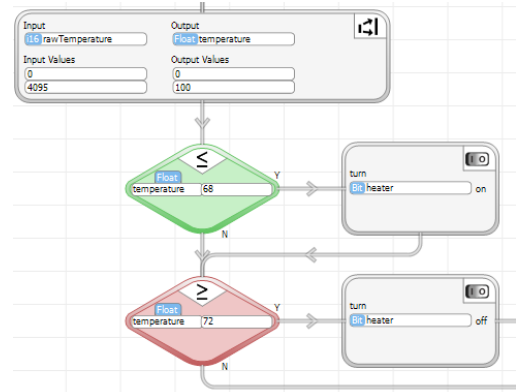 Input Output
i16 rawTemperature Float temperature
Input Values Output Values
0 0
4095 100
≤
Float
temperature 68
Y
N
turn
Bit heater on
I O
≥
Float
temperature 72
Y
N
turn
Bit heater off
I O